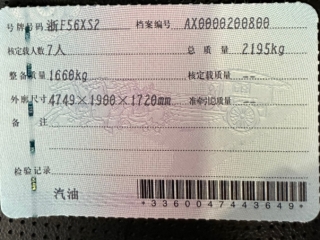 号牌号码 浙F56XS2 档案编号 AX0000200800
核定载人数 7人 总质量 2195kg
整备质量 1660kg 核定载质量 --
外廓尺寸 4749×1900×1720mm 准牵引总质量 --
备注
检验记录
汽油
*3360047443649*